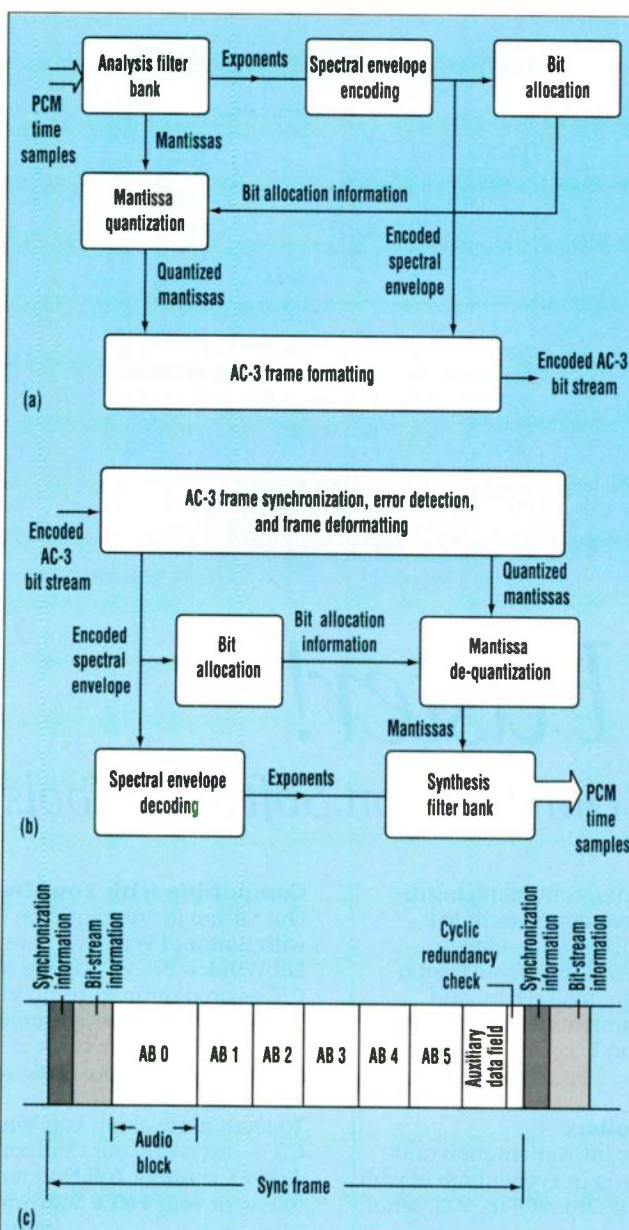 Analysis filter
bank
Exponents
Spectral envelope
encoding
Bit
allocation
PCM
time
samples
Mantissas
Bit allocation information
Mantissa
quantization
Encoded
spectral
envelope
Quantized
mantissas
AC-3 frame formatting
Encoded AC-3
bit stream
(a)
AC-3 frame synchronization, error detection,
and frame deformatting
Encoded
AC-3
bit stream
Quantized
mantissas
Encoded
spectral
envelope
Bit
allocation
Bit allocation
information
Mantissa
de-quantization
Mantissas
Spectral envelope
decoding
Exponents
Synthesis
filter bank
PCM
time
samples
(b)
Synchronization
information
Bit-stream
information
Cyclic
redundancy
check
Synchronization
information
Bit-stream
information
AB 0
AB 1
AB 2
AB 3
AB 4
AB 5
Auxiliary
data field
Audio
block
Sync frame
(c)